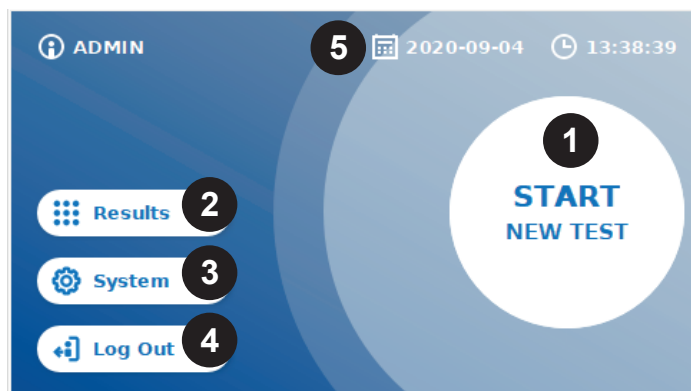 ADMIN
5 2020-09-04 13:38:39
1
START
NEW TEST
Results 2
System 3
Log Out 4